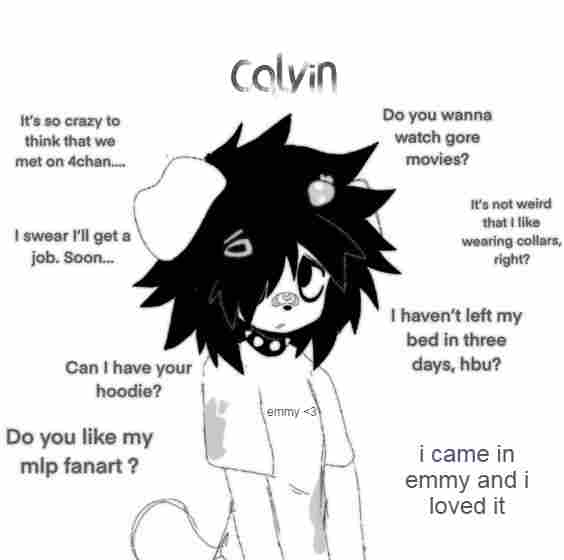 Calvin
It's so crazy to
think that we
met on 4chan....
Do you wanna
watch gore
movies?
It's not weird
that I like
wearing collars,
right?
I swear I'll get a
job. Soon...
I haven't left my
bed in three
days, hbu?
Can I have your
hoodie?
emmy <3
Do you like my
mlp fanart ?
i came in
emmy and i
loved it